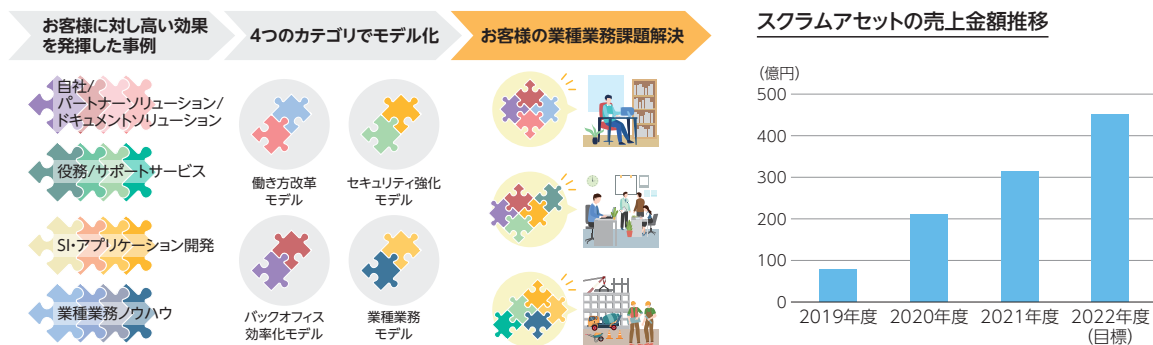 お客様に対し高い効果
を発揮した事例
4つのカテゴリでモデル化
お客様の業種業務課題解決
自社/
パートナーソリューション/
ドキュメントソリューション
役務/サポートサービス
SI・アプリケーション開発
業種業務ノウハウ
働き方改革
モデル
セキュリティ強化
モデル
バックオフィス
効率化モデル
業種業務
モデル
スクラムアセットの売上金額推移
(億円)
500
400
300
200
100
0
2019年度
2020年度
2021年度
2022年度
(目標)